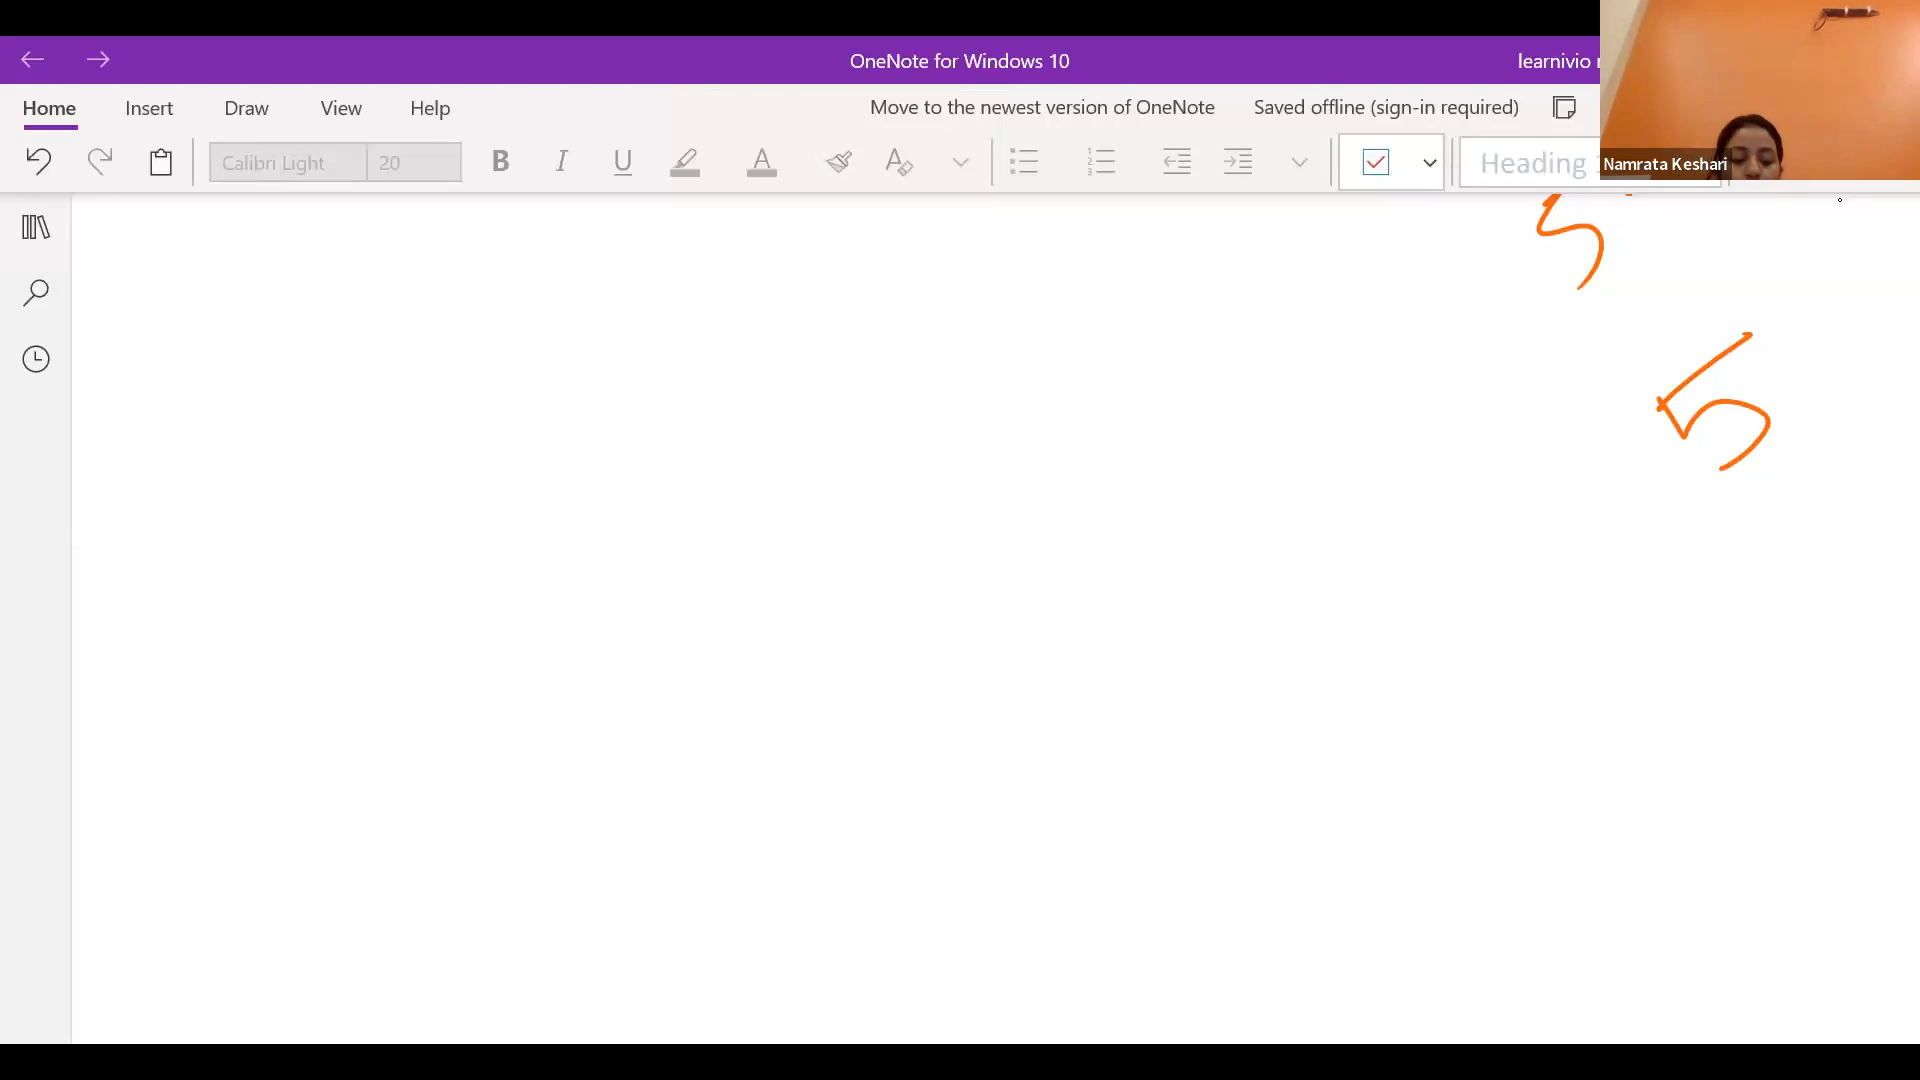 OneNote for Windows 10
learnivio
Home Insert Draw View Help Move to the newest version of OneNote Saved offline (sign-in required)
Calibri Light 20 B I U A A Heading
Namrata Keshari
5
5